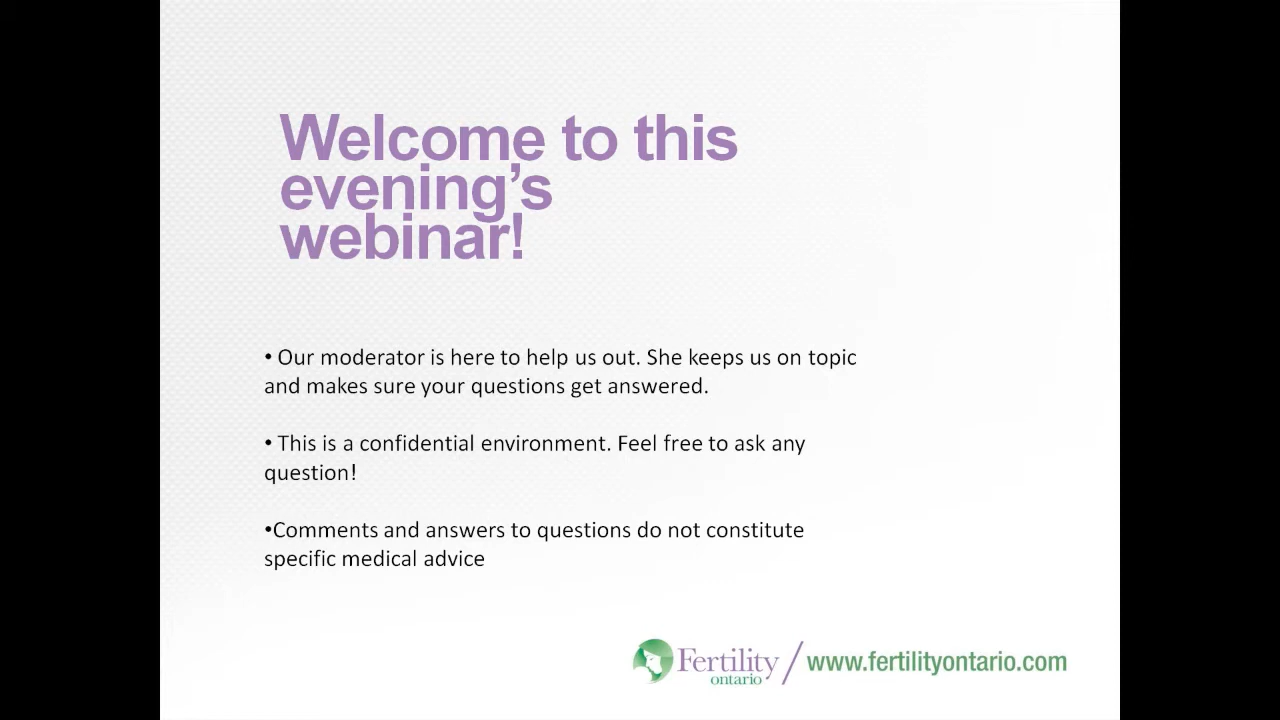 Welcome to this
evening’s
webinar!
• Our moderator is here to help us out. She keeps us on topic
and makes sure your questions get answered.
• This is a confidential environment. Feel free to ask any
question!
•Comments and answers to questions do not constitute
specific medical advice
Fertility
ontario
/ www.fertilityontario.com